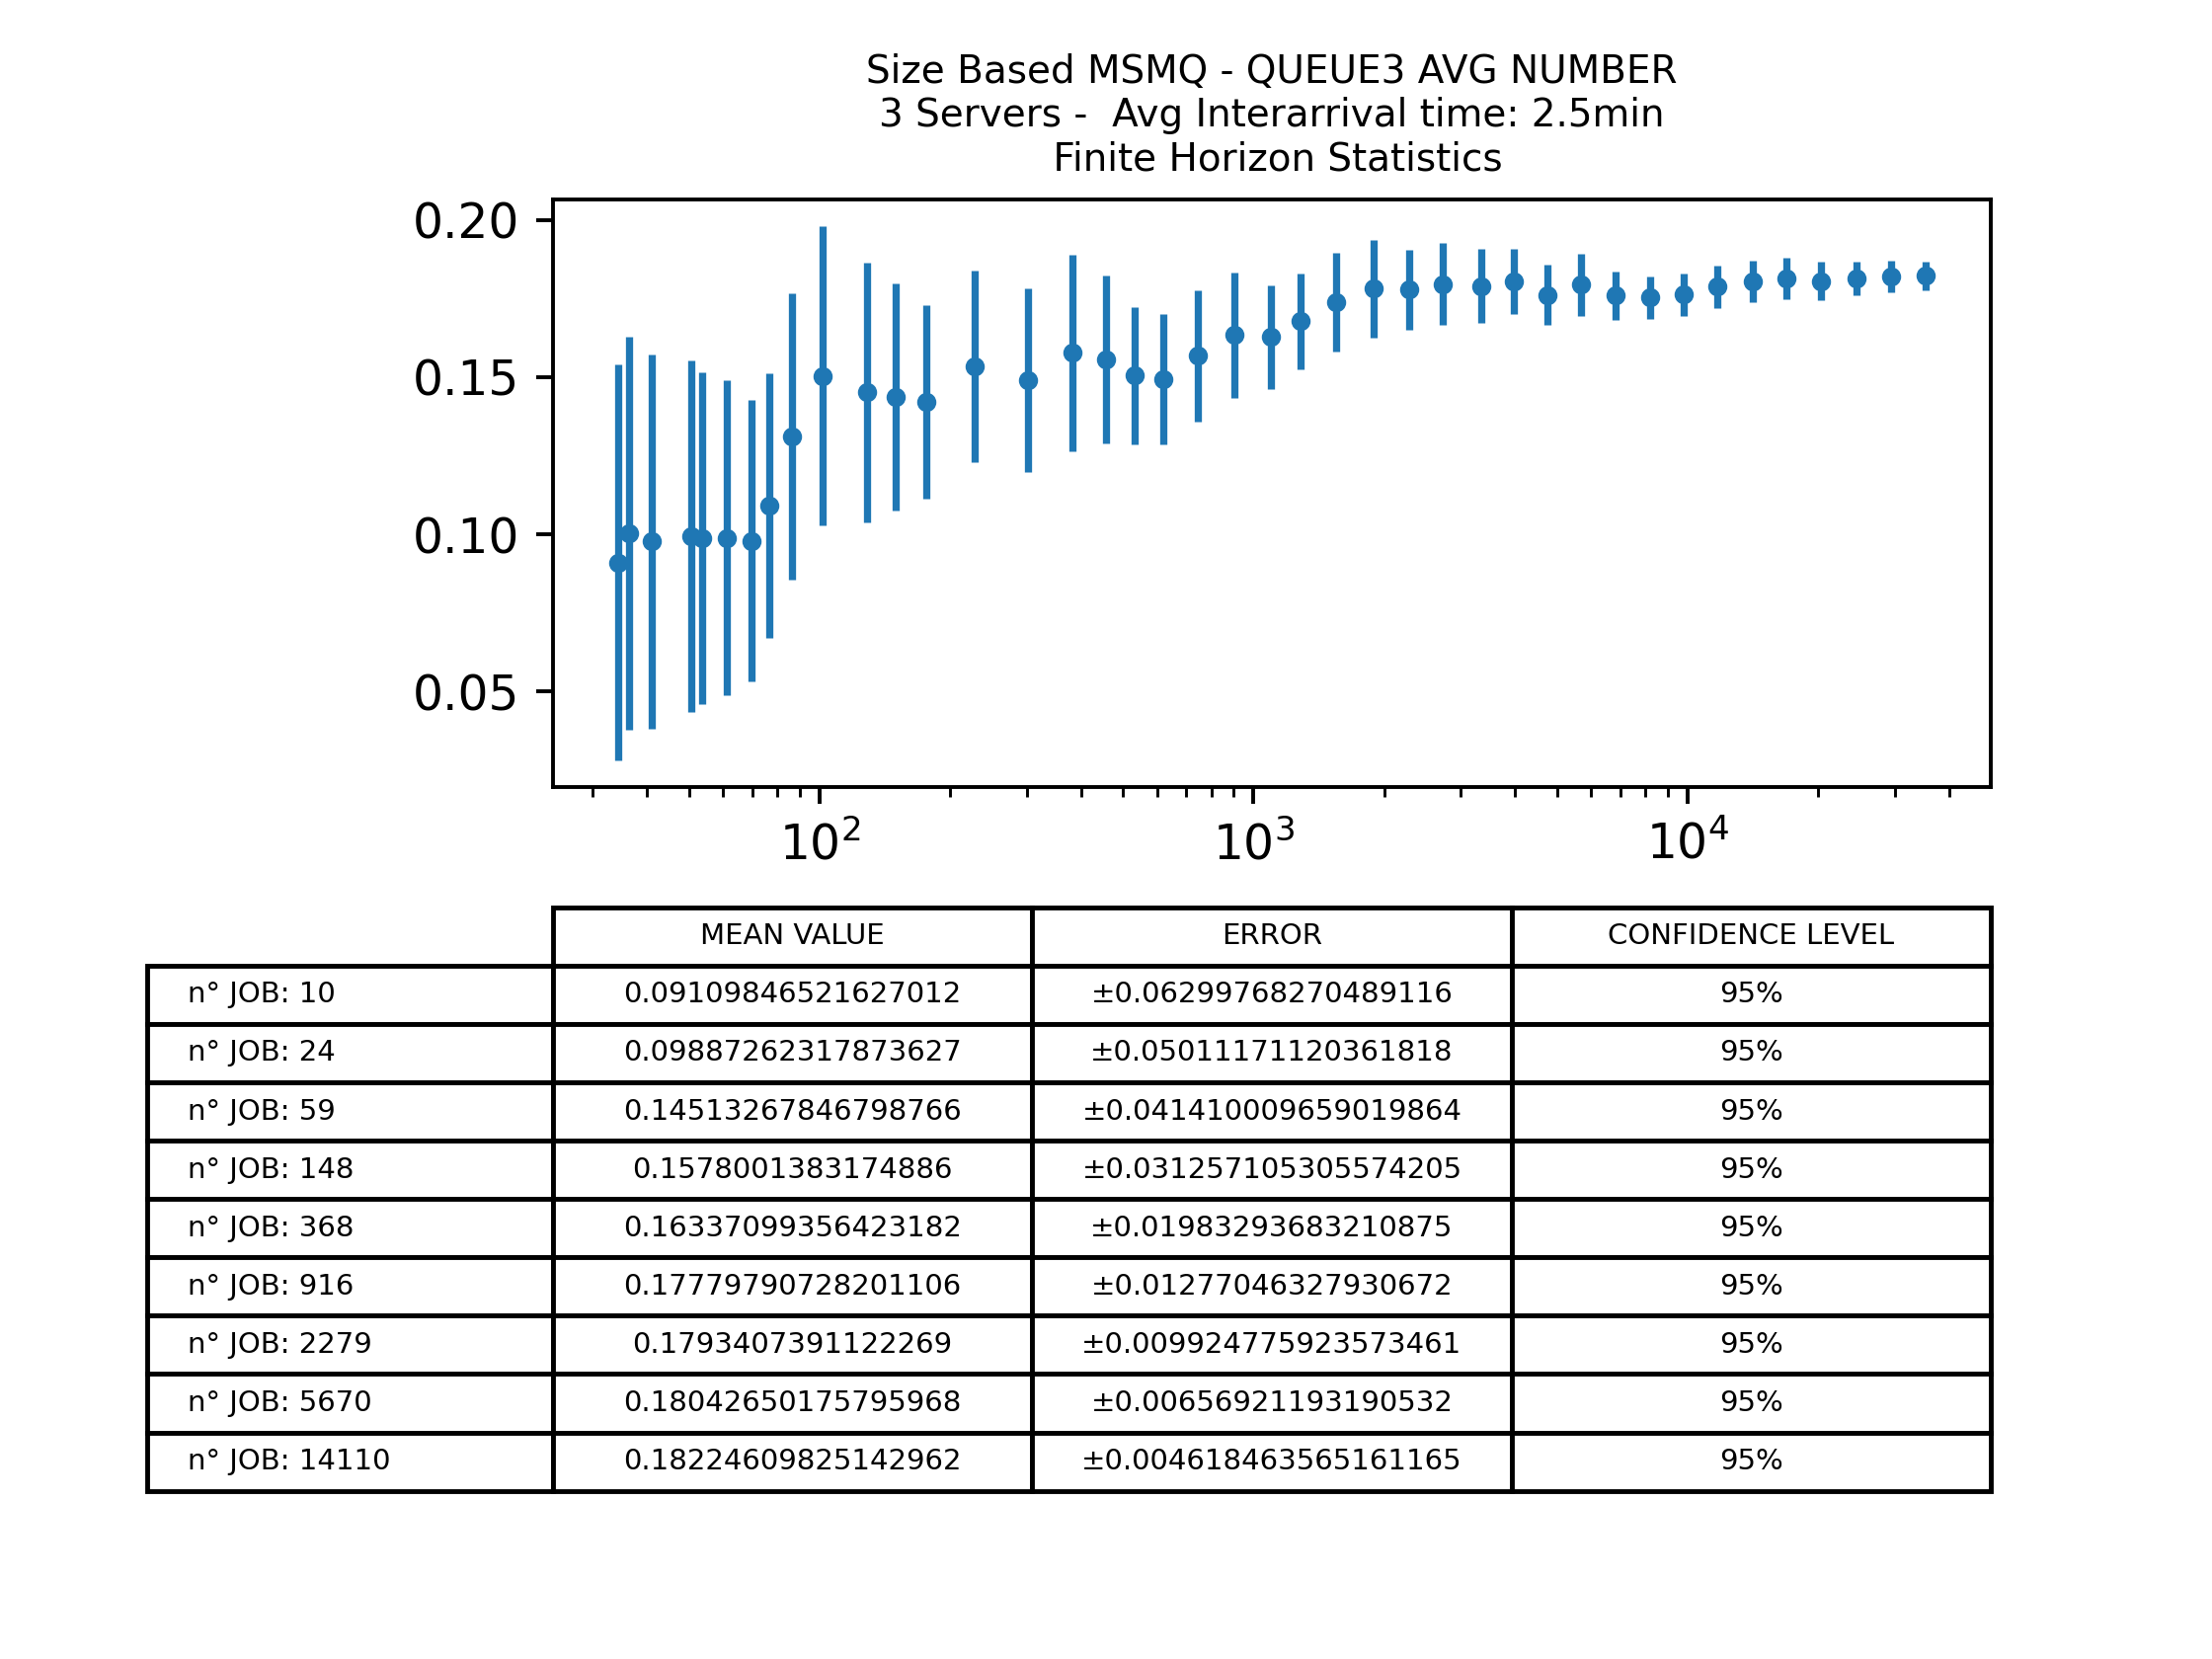 Size Based MSMQ - QUEUE3 AVG NUMBER
3 Servers -  Avg Interarrival time: 2.5min
Finite Horizon Statistics
0.20
0.15
0.10
0.05
10² 10³ 10⁴
MEAN VALUE ERROR CONFIDENCE LEVEL
n° JOB: 10 0.09109846521627012 ±0.06299768270489116 95%
n° JOB: 24 0.09887262317873627 ±0.05011171120361818 95%
n° JOB: 59 0.14513267846798766 ±0.041410009659019864 95%
n° JOB: 148 0.1578001383174886 ±0.031257105305574205 95%
n° JOB: 368 0.16337099356423182 ±0.01983293683210875 95%
n° JOB: 916 0.17779790728201106 ±0.01277046327930672 95%
n° JOB: 2279 0.1793407391122269 ±0.009924775923573461 95%
n° JOB: 5670 0.18042650175795968 ±0.00656921193190532 95%
n° JOB: 14110 0.18224609825142962 ±0.004618463565161165 95%